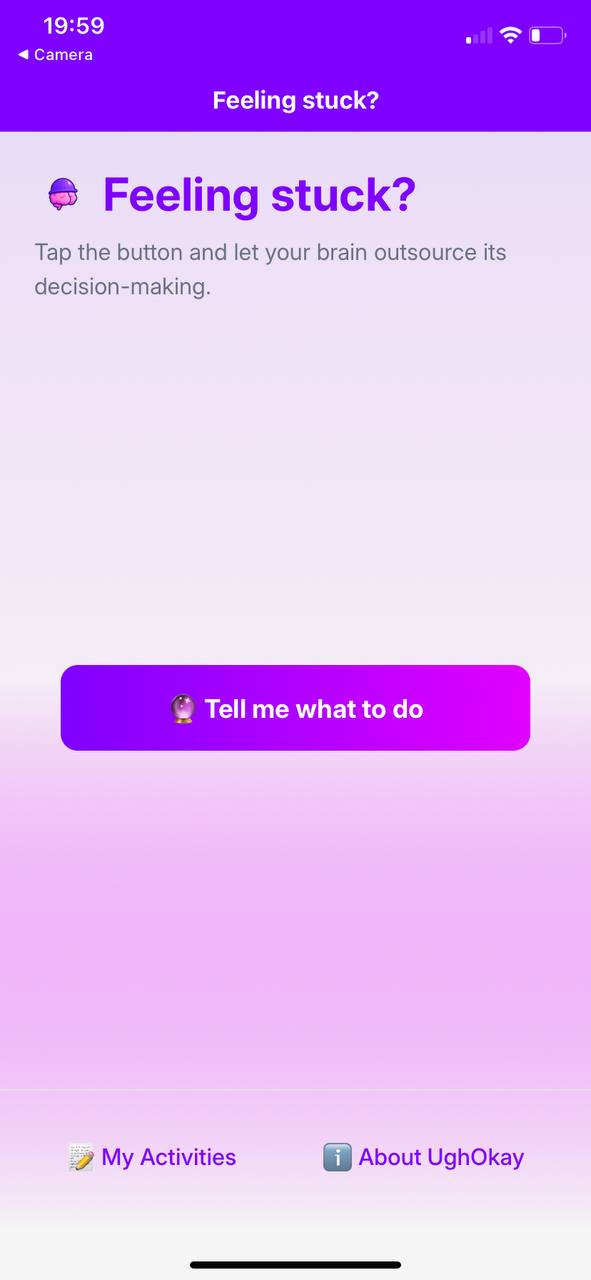 19:59
◀ Camera
Feeling stuck?
Feeling stuck?
Tap the button and let your brain outsource its
decision-making.
Tell me what to do
My Activities
About UghOkay